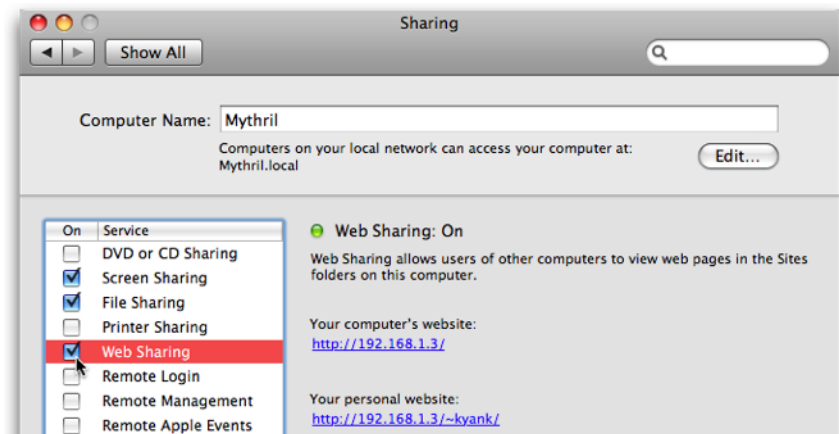 Sharing
Show All
Computer Name: Mythril
Computers on your local network can access your computer at:
Mythril.local
Edit...
On Service
DVD or CD Sharing
Screen Sharing
File Sharing
Printer Sharing
Web Sharing
Remote Login
Remote Management
Remote Apple Events
Web Sharing: On
Web Sharing allows users of other computers to view web pages in the Sites
folders on this computer.
Your computer's website:
http://192.168.1.3/
Your personal website:
http://192.168.1.3/~kyank/